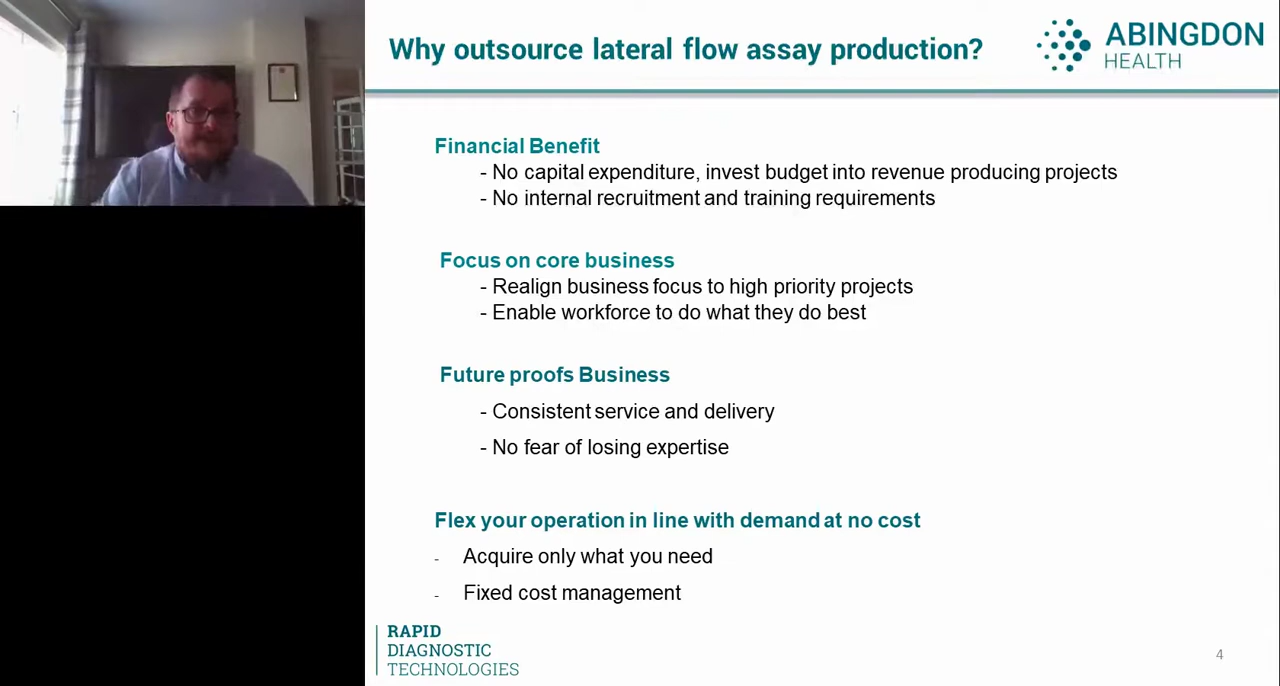 Why outsource lateral flow assay production?
ABINGDON
HEALTH
Financial Benefit
- No capital expenditure, invest budget into revenue producing projects
- No internal recruitment and training requirements
Focus on core business
- Realign business focus to high priority projects
- Enable workforce to do what they do best
Future proofs Business
- Consistent service and delivery
- No fear of losing expertise
Flex your operation in line with demand at no cost
- Acquire only what you need
- Fixed cost management
RAPID
DIAGNOSTIC
TECHNOLOGIES
4